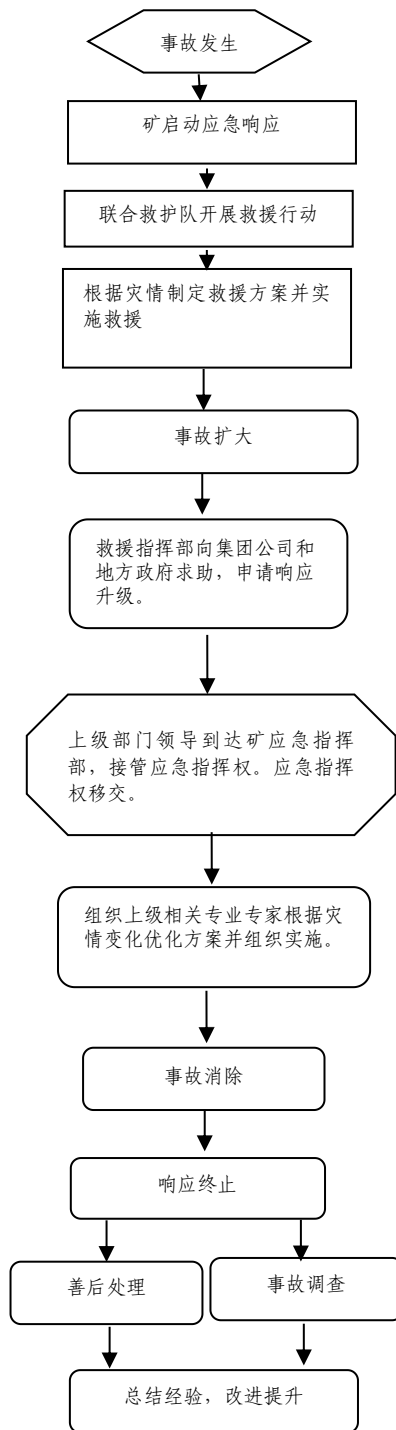 事故发生
矿启动应急响应
联合救护队开展救援行动
根据灾情制定救援方案并实
施救援
事故扩大
救援指挥部向集团公司和
地方政府求助，申请响应
升级。
上级部门领导到达矿应急指挥
部，接管应急指挥权。应急指挥
权移交。
组织上级相关专业专家根据灾
情变化优化方案并组织实施。
事故消除
响应终止
善后处理
事故调查
总结经验，改进提升